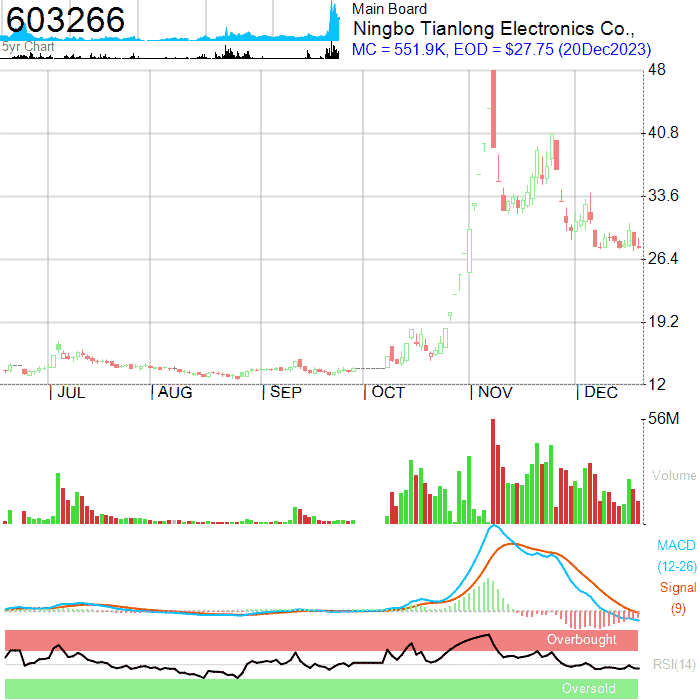 603266
5yr Chart
Main Board
Ningbo Tianlong Electronics Co.,
MC = 551.9K, EOD = $27.75 (20Dec2023)
48
40.8
33.6
26.4
19.2
12
JUL AUG SEP OCT NOV DEC
56M
Volume
MACD
(12-26)
Signal
(9)
Overbought
RSI(14)
Oversold